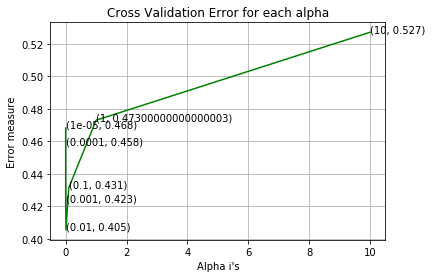 Cross Validation Error for each alpha
(10, 0.527)
(1, 0.47300000000000003)
(1e-05, 0.468)
(0.0001, 0.458)
(0.1, 0.431)
(0.001, 0.423)
(0.01, 0.405)
0.52
0.50
0.48
0.46
0.44
0.42
0.40
Error measure
0 2 4 6 8 10
Alpha i's